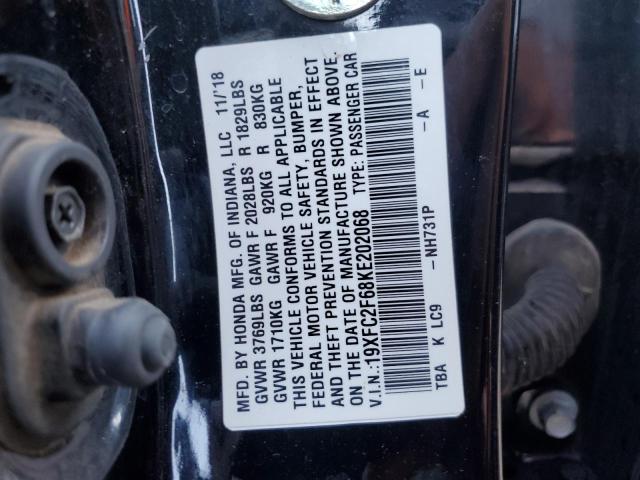 MFD. BY HONDA MFG. OF INDIANA, LLC 11/'18
GVWR 3769LBS GAWR F 2028LBS R 1829LBS
GVWR 1710KG GAWR F 920KG R 830KG
THIS VEHICLE CONFORMS TO ALL APPLICABLE
FEDERAL MOTOR VEHICLE SAFETY, BUMPER,
AND THEFT PREVENTION STANDARDS IN EFFECT
ON THE DATE OF MANUFACTURE SHOWN ABOVE.
V.I.N.:19XFC2F68KE202068 TYPE: PASSENGER CAR
TBA K LC9 - NH731P - A - E